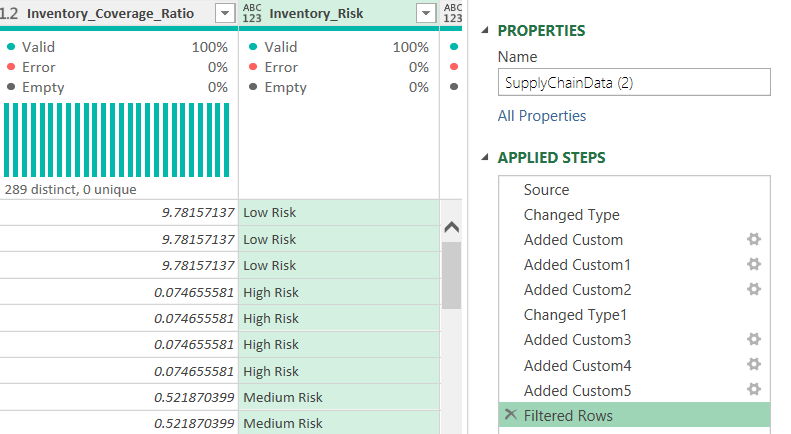 1.2 Inventory_Coverage_Ratio
ABC
123 Inventory_Risk
ABC
123
Valid 100%
Error 0%
Empty 0%
Valid 100%
Error 0%
Empty 0%
289 distinct, 0 unique
9.78157137 Low Risk
9.78157137 Low Risk
9.78157137 Low Risk
0.074655581 High Risk
0.074655581 High Risk
0.074655581 High Risk
0.074655581 High Risk
0.521870399 Medium Risk
0.521870399 Medium Risk
PROPERTIES
Name
SupplyChainData (2)
All Properties
APPLIED STEPS
Source
Changed Type
Added Custom
Added Custom1
Added Custom2
Changed Type1
Added Custom3
Added Custom4
Added Custom5
Filtered Rows